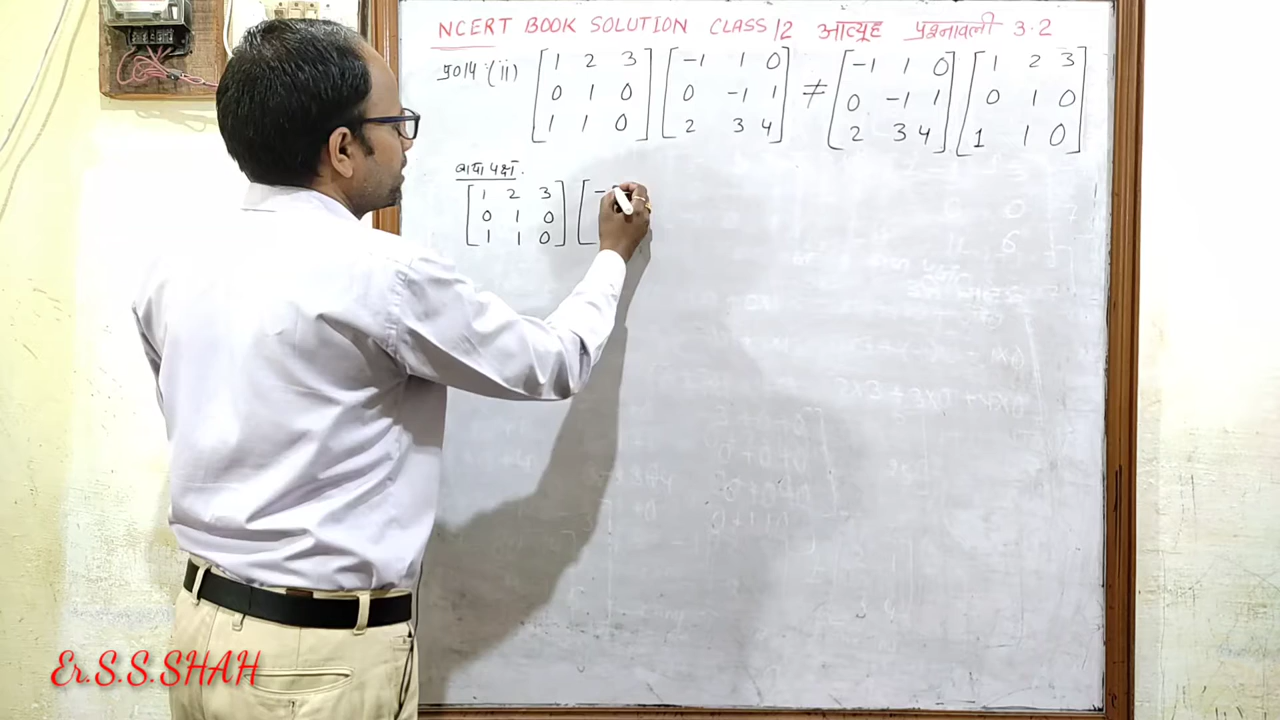 NCERT BOOK SOLUTION CLASS 12 आव्यूह प्रश्नावली 3.2
प्र014:(ii) [1 2 3] [-1 1 0] ≠ [-1 1 0] [1 2 3]
[0 1 0] [0 -1 1] [0 -1 1] [0 1 0]
[1 1 0] [2 3 4] [2 3 4] [1 1 0]
बाया पक्ष.
[1 2 3] [-
[0 1 0]
[1 1 0]
Er.S.S.SHAH